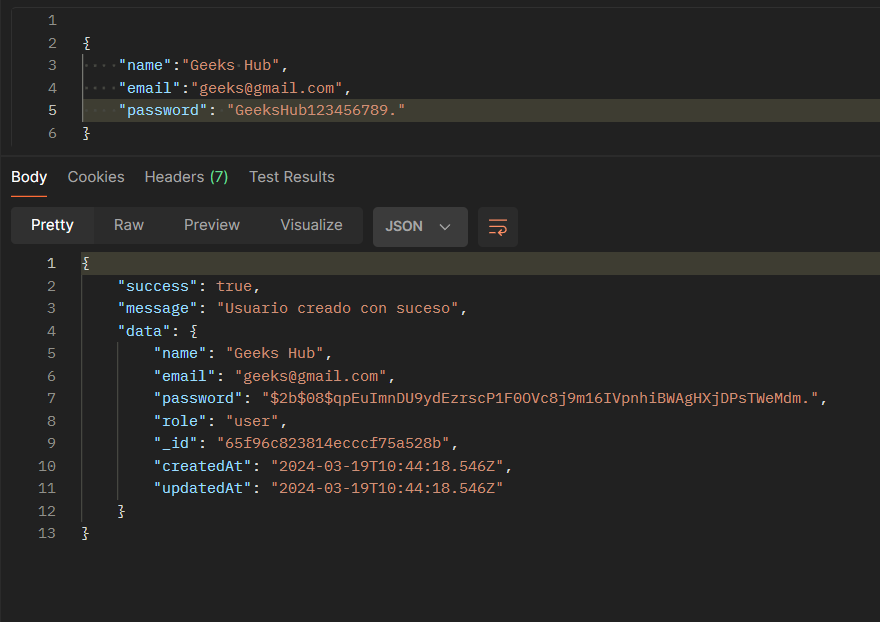 1
2 {
3 "name":"Geeks Hub",
4 "email":"geeks@gmail.com",
5 "password": "GeeksHub123456789."
6 }
Body Cookies Headers (7) Test Results
Pretty Raw Preview Visualize JSON
1 {
2 "success": true,
3 "message": "Usuario creado con suceso",
4 "data": {
5 "name": "Geeks Hub",
6 "email": "geeks@gmail.com",
7 "password": "$2b$08$qpEuImnDU9ydEzrscP1F0OVc8j9m16IVpnhiBWAgHXjDPsTWeMdm.",
8 "role": "user",
9 "_id": "65f96c823814ecccf75a528b",
10 "createdAt": "2024-03-19T10:44:18.546Z",
11 "updatedAt": "2024-03-19T10:44:18.546Z"
12 }
13 }